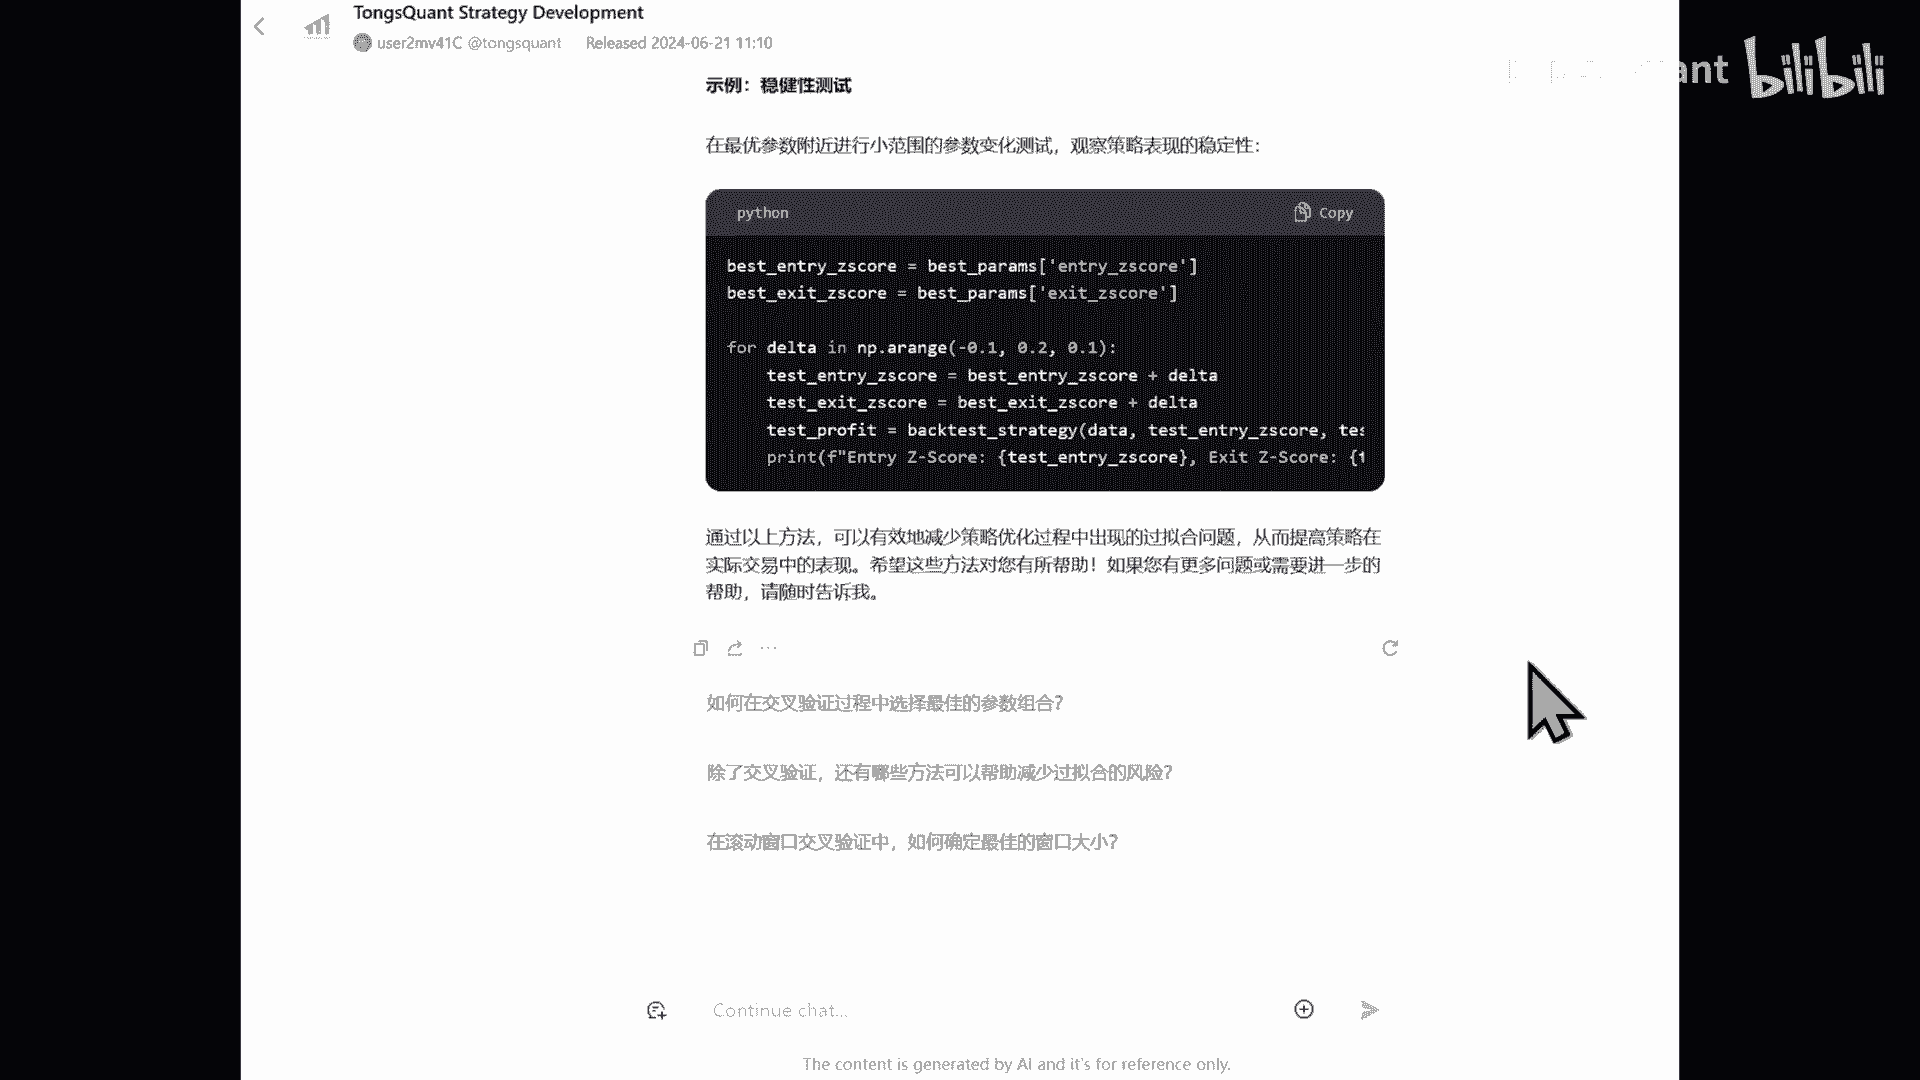 TongsQuant Strategy Development
user2mv41C @tongsquant Released 2024-06-21 11:10
ant bilibili
示例：稳健性测试
在最优参数附近进行小范围的参数变化测试，观察策略表现的稳定性：
python Copy
best_entry_zscore = best_params['entry_zscore']
best_exit_zscore = best_params['exit_zscore']
for delta in np.arange(-0.1, 0.2, 0.1):
    test_entry_zscore = best_entry_zscore + delta
    test_exit_zscore = best_exit_zscore + delta
    test_profit = backtest_strategy(data, test_entry_zscore, tes
    print(f"Entry Z-Score: {test_entry_zscore}, Exit Z-Score: {t
通过以上方法，可以有效地减少策略优化过程中出现的过拟合问题，从而提高策略在
实际交易中的表现。希望这些方法对您有所帮助！如果您有更多问题或需要进一步的
帮助，请随时告诉我。
如何在交叉验证过程中选择最佳的参数组合？
除了交叉验证，还有哪些方法可以帮助减少过拟合的风险？
在滚动窗口交叉验证中，如何确定最佳的窗口大小？
Continue chat...
The content is generated by AI and it's for reference only.